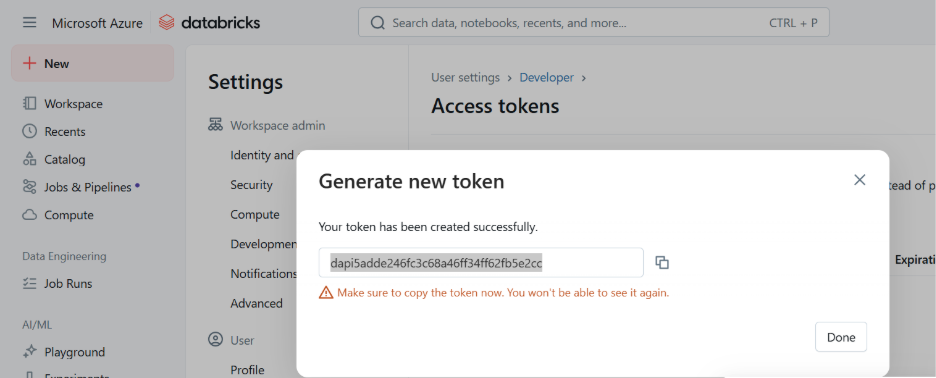 Microsoft Azure databricks
Search data, notebooks, recents, and more... CTRL + P
New
Workspace
Recents
Catalog
Jobs & Pipelines
Compute
Data Engineering
Job Runs
AI/ML
Playground
Experiments
Settings
Workspace admin
Identity and
Security
Compute
Developmen
Notifications
Advanced
User
Profile
User settings > Developer >
Access tokens
tead of p
Expirati
Generate new token
Your token has been created successfully.
dapi5adde246fc3c68a46ff34ff62fb5e2cc
Make sure to copy the token now. You won't be able to see it again.
Done